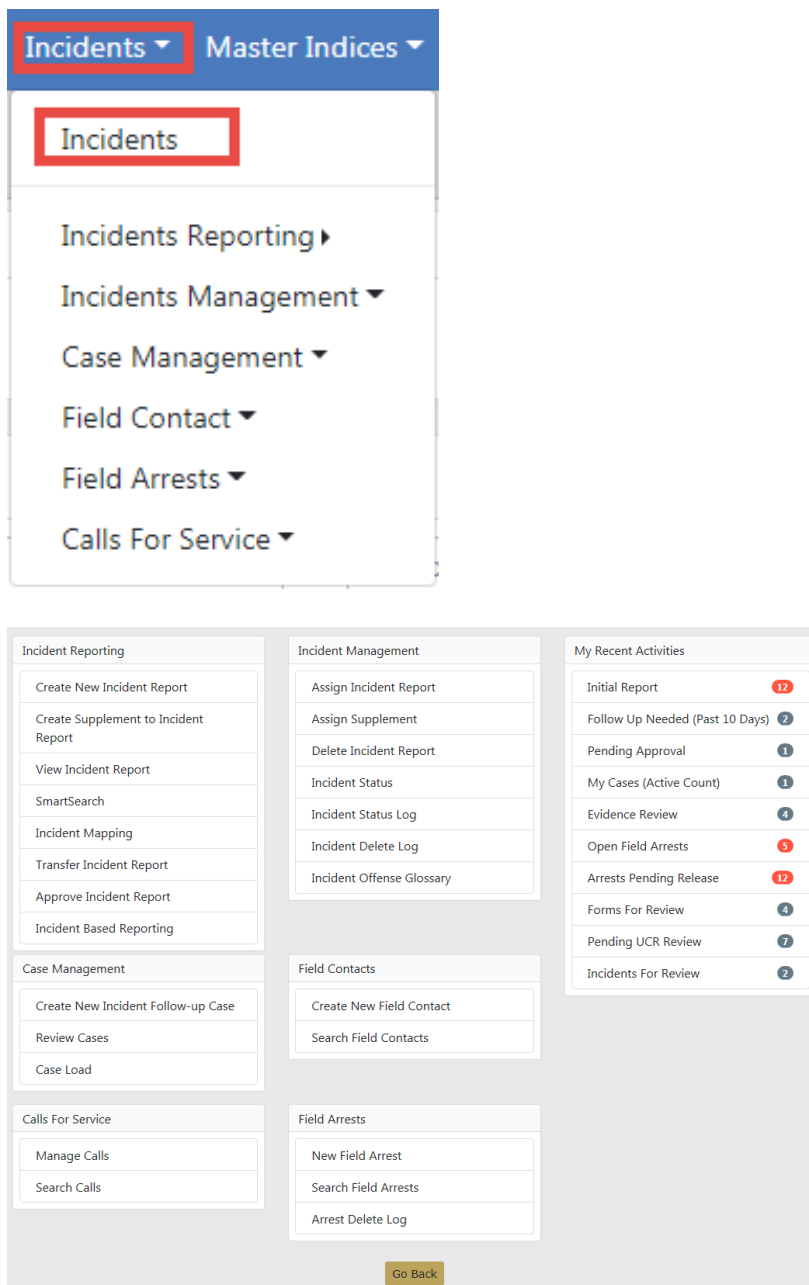 Incidents Master Indices
Incidents
Incidents Reporting
Incidents Management
Case Management
Field Contact
Field Arrests
Calls For Service
Incident Reporting
Create New Incident Report
Create Supplement to Incident
Report
View Incident Report
SmartSearch
Incident Mapping
Transfer Incident Report
Approve Incident Report
Incident Based Reporting
Incident Management
Assign Incident Report
Assign Supplement
Delete Incident Report
Incident Status
Incident Status Log
Incident Delete Log
Incident Offense Glossary
My Recent Activities
Initial Report 12
Follow Up Needed (Past 10 Days) 2
Pending Approval 1
My Cases (Active Count) 1
Evidence Review 4
Open Field Arrests 5
Arrests Pending Release 12
Forms For Review 4
Pending UCR Review 7
Incidents For Review 2
Case Management
Create New Incident Follow-up Case
Review Cases
Case Load
Field Contacts
Create New Field Contact
Search Field Contacts
Calls For Service
Manage Calls
Search Calls
Field Arrests
New Field Arrest
Search Field Arrests
Arrest Delete Log
Go Back